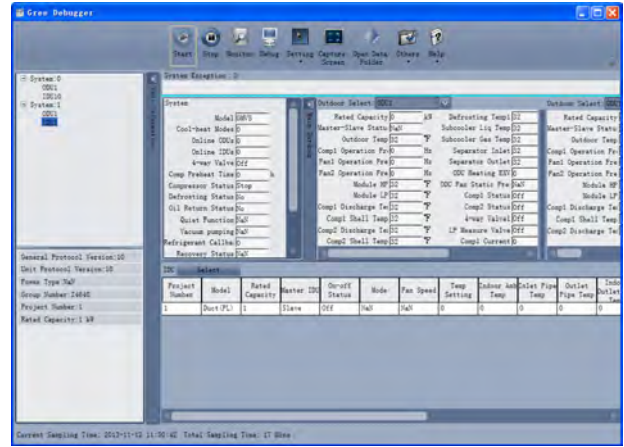 Gree Debugger
Start Stop Monitor Debug Setting Capture Screen Open Data Folder Others Help
System Exception: 0
System:0
ODU1
IDU10
System:1
ODU1
General Protocol Version:10
Unit Protocol Version:10
Power Type:NaN
Project Number:1
Rated Capacity:1 kW
System
Model GMV5
Cool-heat Modes 0
Online ODUs 0
Online IDUs 0
4-way Valve Off
Comp Preheat Time 0 h
Compressor Status Stop
Defrosting Status No
Oil Return Status No
Quiet Function NaN
Vacuum pumping NaN
Refrigerant Callba 0
Recovery Status NaN
Outdoor Select: ODU1
Rated Capacity 0 kW
Master-Slave Statu NaN
Outdoor Temp 32 ℉
Comp1 Operation Fr 0 Hz
Fan1 Operation Fre 0 Hz
Fan2 Operation Fre 0 Hz
Module HP 32 ℉
Module LP 32 ℉
Comp1 Discharge Te 32 ℉
Comp2 Discharge Te 32 ℉
Comp1 Shell Temp 32 ℉
Comp2 Shell Temp 32 ℉
Defrosting Temp1 32
Subcooler Liq Temp 32
Subcooler Gas Temp 32
Separator Inlet 32
Separator Outlet 32
ODU Heating EXV 0
ODU Fan Static Pre NaN
Comp1 Status Off
Comp2 Status Off
4-way Valve Off
LP Measure Valve Off
Comp1 Current 0
Outdoor Select:
Rated Capacity
Master-Slave Statu
Outdoor Temp
Comp1 Operation Fr
Fan1 Operation Fre
Fan2 Operation Fre
Module HP
Module LP
Comp1 Discharge Te
Comp2 Discharge Te
Comp1 Shell Temp
Comp2 Shell Temp
IDU Select
Project Number Model Rated Capacity Master IDU On-off Status Mode Fan Speed Temp Setting Indoor Amb Temp Inlet Pipe Temp Outlet Pipe Temp
1 Duct(FL) 1 Slave Off NaN NaN 0 0 0 0 0
Current Sampling Time: 2013-11-12 11:30:42 Total Sampling Time: 17